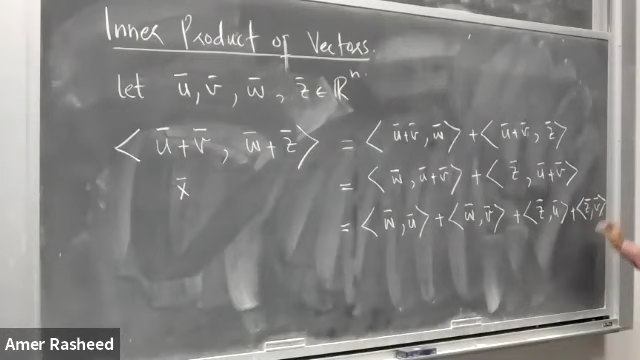 Inner Product of Vectors.
let ū, v̄, w̄, z̄ ∈ ℝⁿ.
⟨ ū+v̄, w̄+z̄ ⟩ = ⟨ ū+v̄, w̄⟩ + ⟨ū+v̄, z̄⟩
x̄
= ⟨ w̄, ū+v̄⟩ + ⟨ z̄, ū+v̄⟩
= ⟨ w̄, ū⟩ + ⟨w̄, v̄⟩ + ⟨z̄, ū⟩ + ⟨z̄, v̄⟩
Amer Rasheed